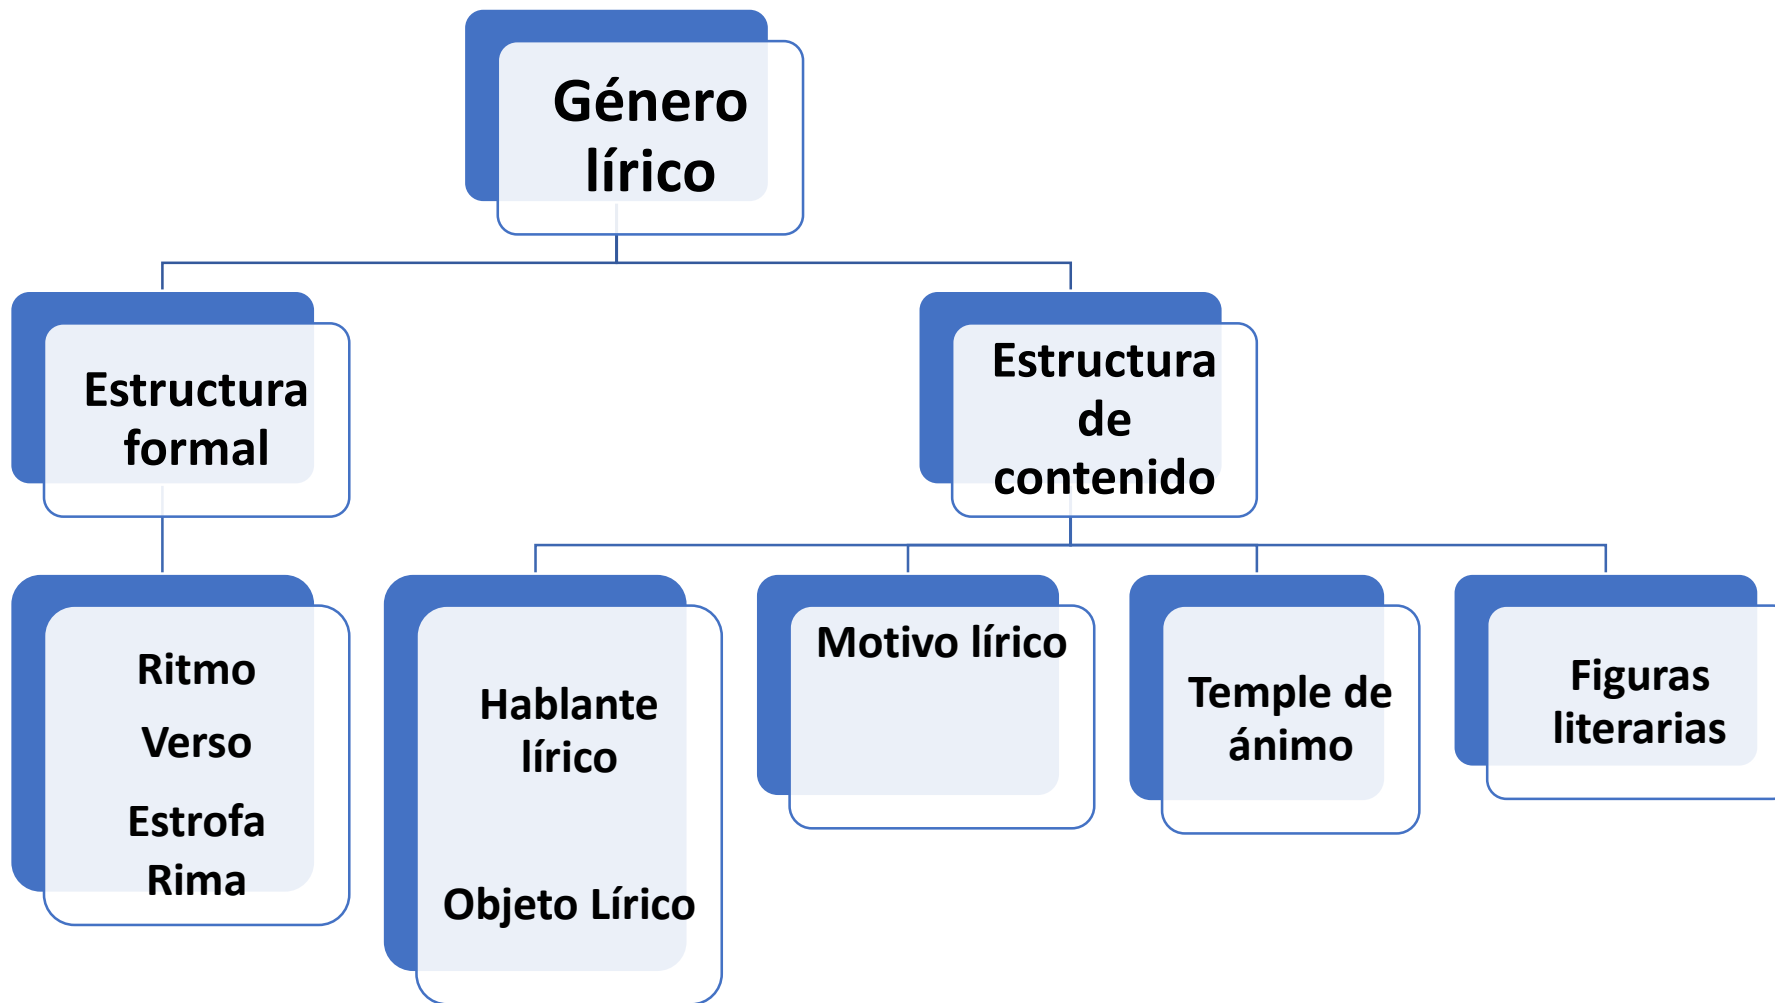 Género
lírico
Estructura
formal
Estructura
de
contenido
Ritmo
Verso
Estrofa
Rima
Hablante
lírico
Objeto Lírico
Motivo lírico
Temple de
ánimo
Figuras
literarias